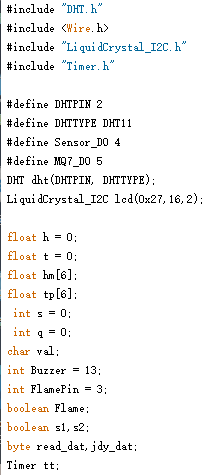 #include "DHT.h"
#include <Wire.h>
#include "LiquidCrystal_I2C.h"
#include "Timer.h"
#define DHTPIN 2
#define DHTTYPE DHT11
#define Sensor_DO 4
#define MQ7_DO 5
DHT dht(DHTPIN, DHTTYPE);
LiquidCrystal_I2C lcd(0x27,16,2);
float h = 0;
float t = 0;
float hm[6];
float tp[6];
int s = 0;
int q = 0;
char val;
int Buzzer = 13;
int FlamePin = 3;
boolean Flame;
boolean s1,s2;
byte read_dat,jdy_dat;
Timer tt;